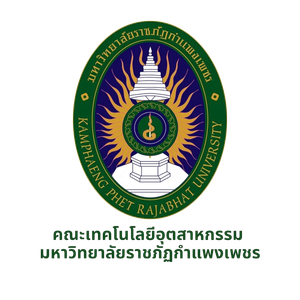 มหาวิทยาลัยราชภัฏกำแพงเพชร
KAMPHAENG PHET RAJABHAT UNIVERSITY
คณะเทคโนโลยีอุตสาหกรรม
มหาวิทยาลัยราชภัฏกำแพงเพชร